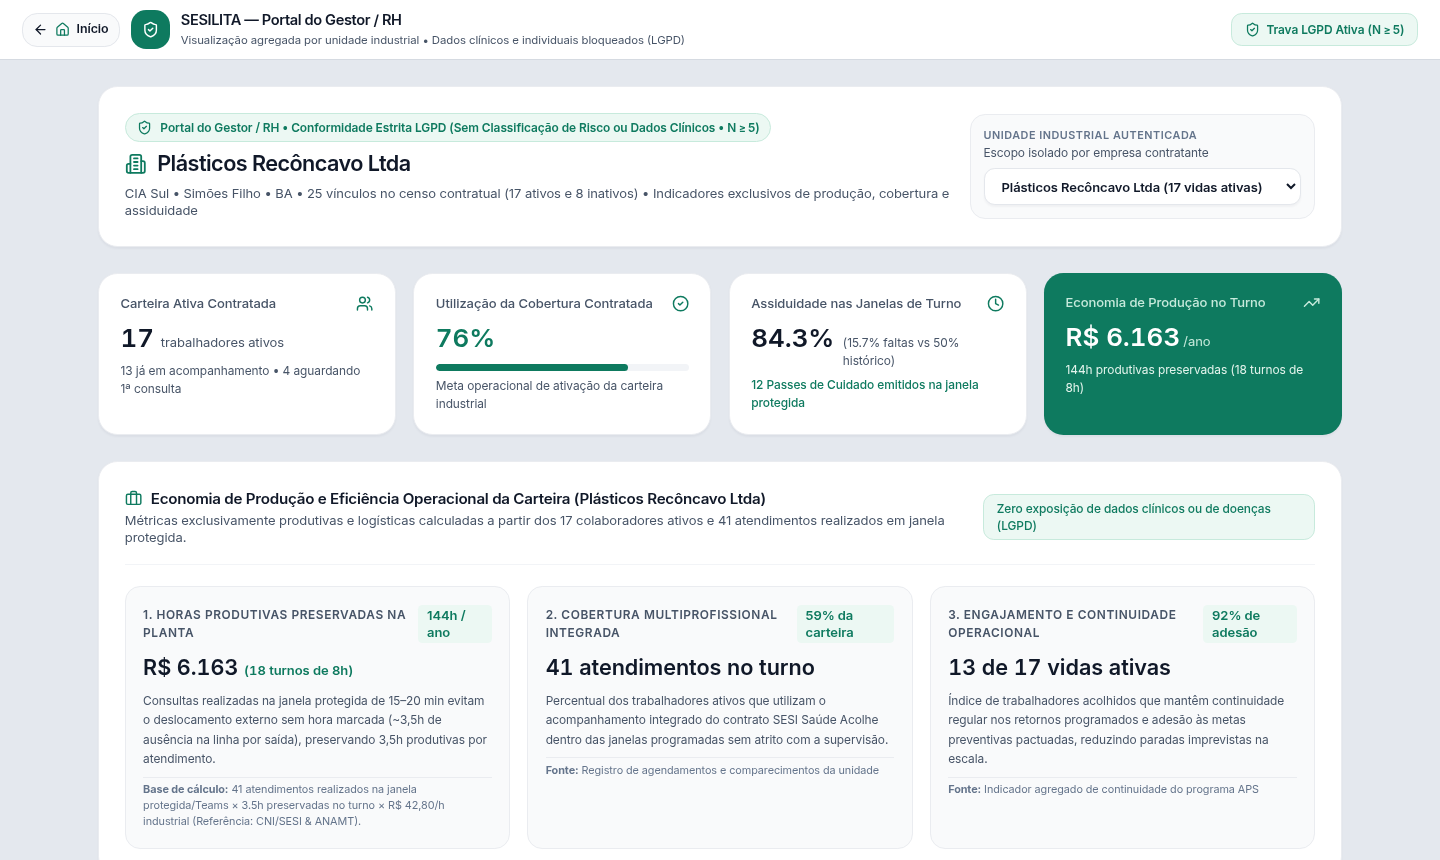 Início
SESILITA — Portal do Gestor / RH
Visualização agregada por unidade industrial • Dados clínicos e individuais bloqueados (LGPD)
Trava LGPD Ativa (N ≥ 5)
Portal do Gestor / RH • Conformidade Estrita LGPD (Sem Classificação de Risco ou Dados Clínicos • N ≥ 5)
Plásticos Recôncavo Ltda
CIA Sul • Simões Filho • BA • 25 vínculos no censo contratual (17 ativos e 8 inativos) • Indicadores exclusivos de produção, cobertura e
assiduidade
UNIDADE INDUSTRIAL AUTENTICADA
Escopo isolado por empresa contratante
Plásticos Recôncavo Ltda (17 vidas ativas)
Carteira Ativa Contratada
17 trabalhadores ativos
13 já em acompanhamento • 4 aguardando
1ª consulta
Utilização da Cobertura Contratada
76%
Meta operacional de ativação da carteira
industrial
Assiduidade nas Janelas de Turno
84.3% (15.7% faltas vs 50%
histórico)
12 Passes de Cuidado emitidos na janela
protegida
Economia de Produção no Turno
R$ 6.163 /ano
144h produtivas preservadas (18 turnos de
8h)
Economia de Produção e Eficiência Operacional da Carteira (Plásticos Recôncavo Ltda)
Métricas exclusivamente produtivas e logísticas calculadas a partir dos 17 colaboradores ativos e 41 atendimentos realizados em janela
protegida.
Zero exposição de dados clínicos ou de doenças
(LGPD)
1. HORAS PRODUTIVAS PRESERVADAS NA
PLANTA
144h /
ano
R$ 6.163 (18 turnos de 8h)
Consultas realizadas na janela protegida de 15–20 min evitam
o deslocamento externo sem hora marcada (~3,5h de
ausência na linha por saída), preservando 3,5h produtivas por
atendimento.
Base de cálculo: 41 atendimentos realizados na janela
protegida/Teams × 3.5h preservadas no turno × R$ 42,80/h
industrial (Referência: CNI/SESI & ANAMT).
2. COBERTURA MULTIPROFISSIONAL
INTEGRADA
59% da
carteira
41 atendimentos no turno
Percentual dos trabalhadores ativos que utilizam o
acompanhamento integrado do contrato SESI Saúde Acolhe
dentro das janelas programadas sem atrito com a supervisão.
Fonte: Registro de agendamentos e comparecimentos da unidade
3. ENGAJAMENTO E CONTINUIDADE
OPERACIONAL
92% de
adesão
13 de 17 vidas ativas
Índice de trabalhadores acolhidos que mantêm continuidade
regular nos retornos programados e adesão às metas
preventivas pactuadas, reduzindo paradas imprevistas na
escala.
Fonte: Indicador agregado de continuidade do programa APS